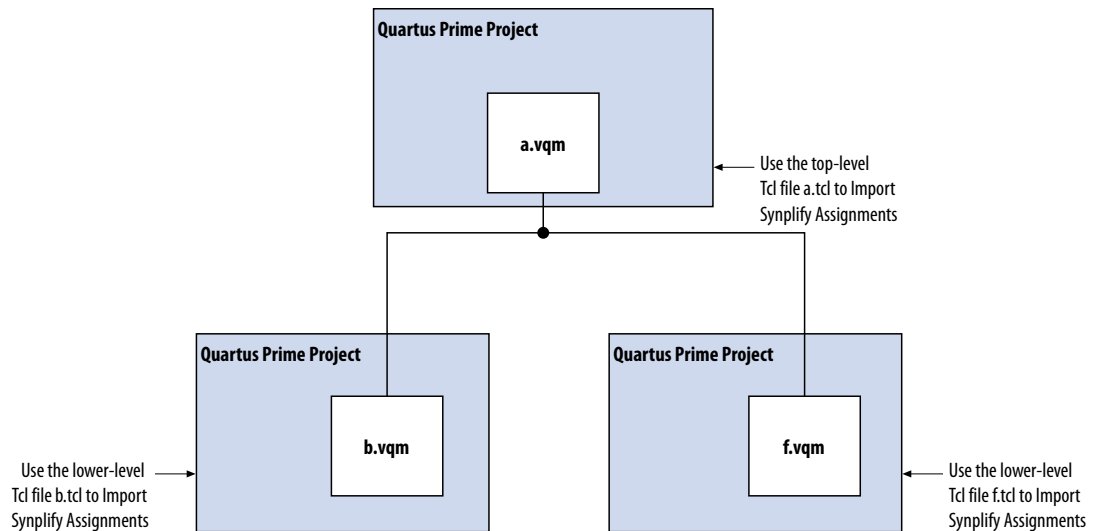 Quartus Prime Project
a.vqm
Use the top-level
Tcl file a.tcl to Import
Synplify Assignments
Quartus Prime Project
b.vqm
Use the lower-level
Tcl file b.tcl to Import
Synplify Assignments
Quartus Prime Project
f.vqm
Use the lower-level
Tcl file f.tcl to Import
Synplify Assignments